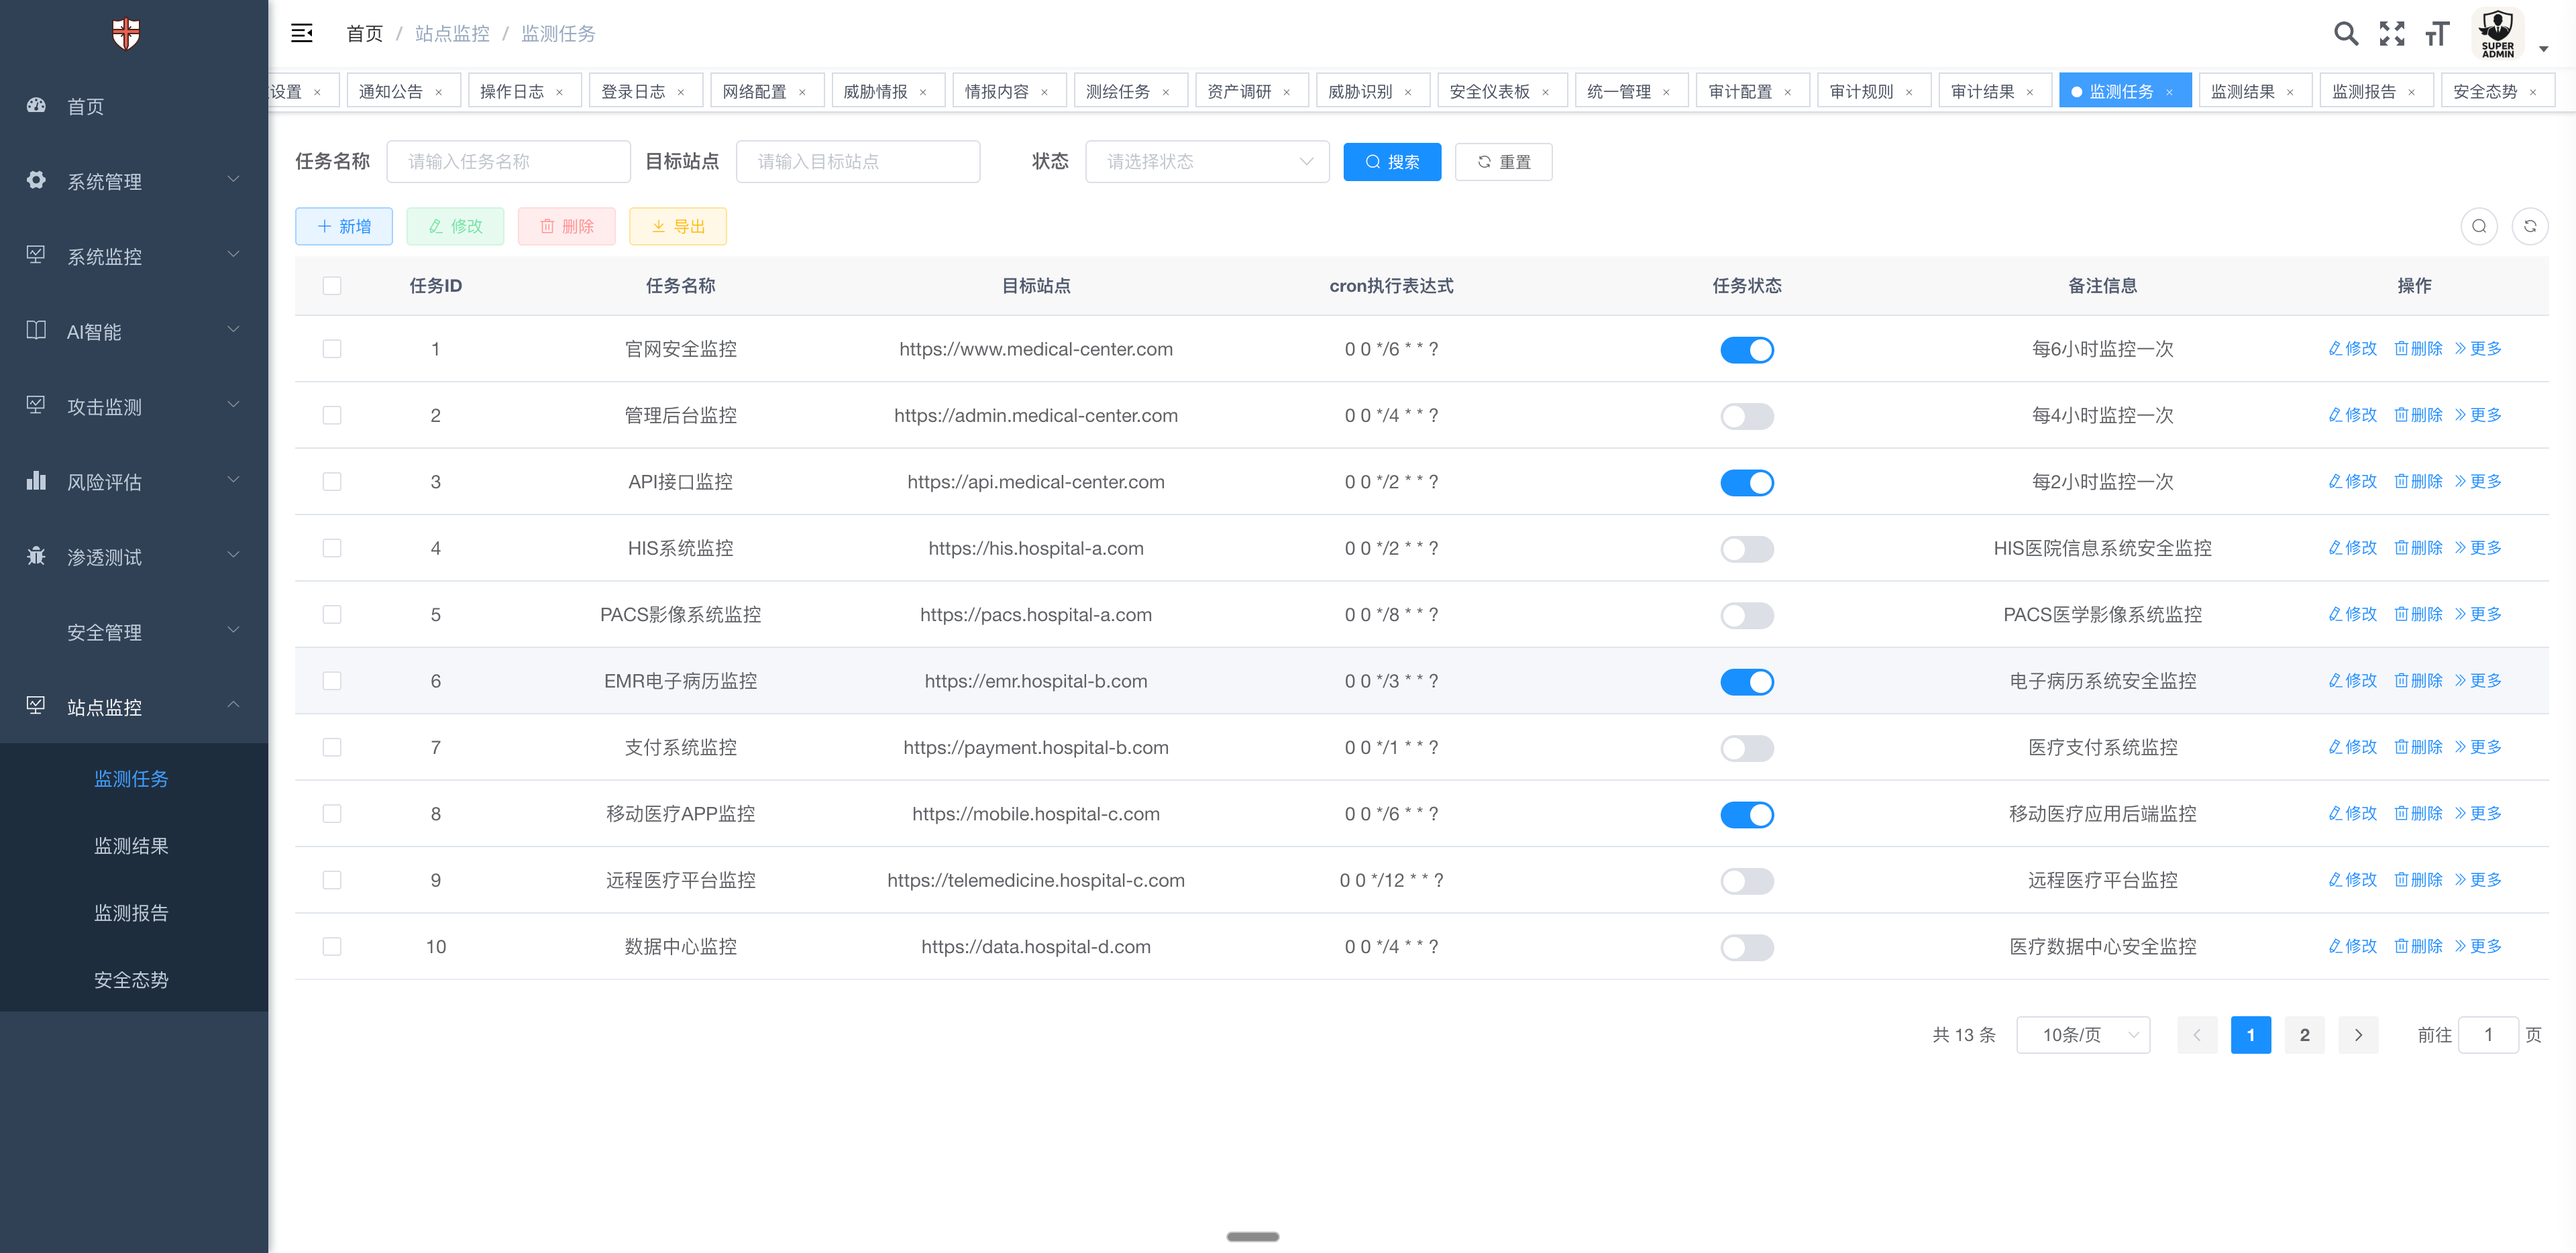 首页 / 站点监控 / 监测任务
SUPER
ADMIN
设置 × 通知公告 × 操作日志 × 登录日志 × 网络配置 × 威胁情报 × 情报内容 × 测绘任务 × 资产调研 × 威胁识别 × 安全仪表板 × 统一管理 × 审计配置 × 审计规则 × 审计结果 × 监测任务 × 监测结果 × 监测报告 × 安全态势 ×
首页
系统管理
系统监控
AI智能
攻击监测
风险评估
渗透测试
安全管理
站点监控
监测任务
监测结果
监测报告
安全态势
任务名称 请输入任务名称 目标站点 请输入目标站点 状态 请选择状态 搜索 重置
新增 修改 删除 导出
任务ID 任务名称 目标站点 cron执行表达式 任务状态 备注信息 操作
1 官网安全监控 https://www.medical-center.com 0 0 */6 * * ? 每6小时监控一次 修改 删除 更多
2 管理后台监控 https://admin.medical-center.com 0 0 */4 * * ? 每4小时监控一次 修改 删除 更多
3 API接口监控 https://api.medical-center.com 0 0 */2 * * ? 每2小时监控一次 修改 删除 更多
4 HIS系统监控 https://his.hospital-a.com 0 0 */2 * * ? HIS医院信息系统安全监控 修改 删除 更多
5 PACS影像系统监控 https://pacs.hospital-a.com 0 0 */8 * * ? PACS医学影像系统监控 修改 删除 更多
6 EMR电子病历监控 https://emr.hospital-b.com 0 0 */3 * * ? 电子病历系统安全监控 修改 删除 更多
7 支付系统监控 https://payment.hospital-b.com 0 0 */1 * * ? 医疗支付系统监控 修改 删除 更多
8 移动医疗APP监控 https://mobile.hospital-c.com 0 0 */6 * * ? 移动医疗应用后端监控 修改 删除 更多
9 远程医疗平台监控 https://telemedicine.hospital-c.com 0 0 */12 * * ? 远程医疗平台监控 修改 删除 更多
10 数据中心监控 https://data.hospital-d.com 0 0 */4 * * ? 医疗数据中心安全监控 修改 删除 更多
共 13 条 10条/页 1 2 前往 1 页